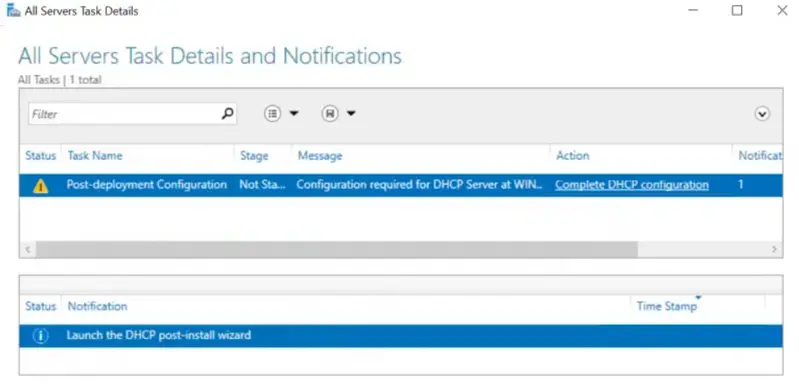 All Servers Task Details
All Servers Task Details and Notifications
All Tasks | 1 total
Filter
Status Task Name Stage Message Action Notificat
Post-deployment Configuration Not Sta... Configuration required for DHCP Server at WIN... Complete DHCP configuration 1
Status Notification Time Stamp
Launch the DHCP post-install wizard